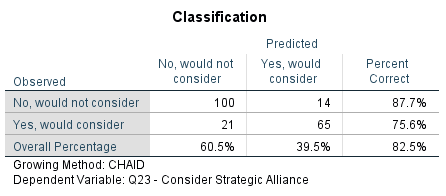 Classification
Predicted
Observed No, would not consider Yes, would consider Percent Correct
No, would not consider 100 14 87.7%
Yes, would consider 21 65 75.6%
Overall Percentage 60.5% 39.5% 82.5%
Growing Method: CHAID
Dependent Variable: Q23 - Consider Strategic Alliance